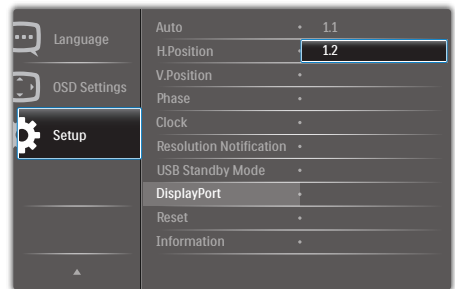 Language
OSD Settings
Setup
Auto
H.Position
V.Position
Phase
Clock
Resolution Notification
USB Standby Mode
DisplayPort
Reset
Information
1.1
1.2